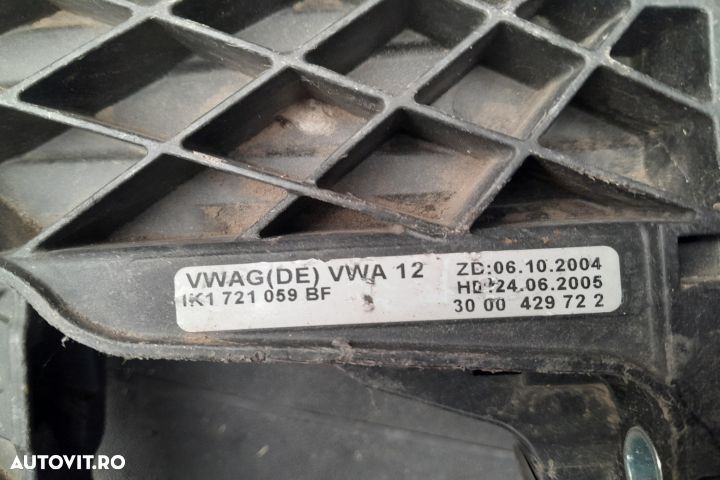 VWAG(DE) VWA 12
1K1 721 059 BF
ZD:06.10.2004
HD:24.06.2005
30 00 429 72 2
AUTOVIT.RO